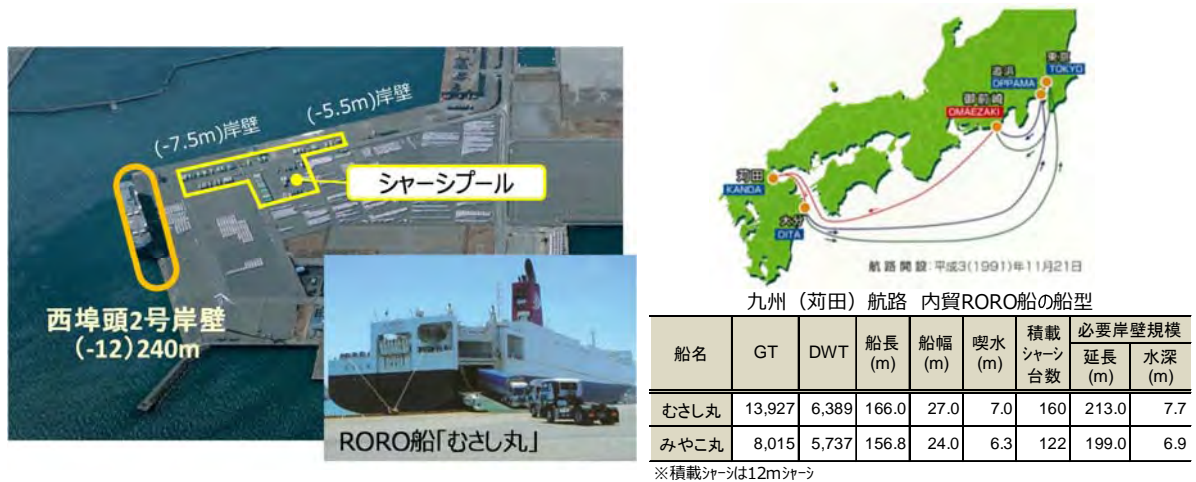 (-7.5m)岸壁
(-5.5m)岸壁
シャーシプール
西埠頭2号岸壁
(-12)240m
RORO船「むさし丸」
東京
TOKYO
追浜
OPPAMA
御前崎
OMAEZAKI
苅田
KANDA
大分
OITA
航路開設:平成3(1991)年11月21日
九州(苅田)航路 内貿RORO船の船型
船名 GT DWT 船長(m) 船幅(m) 喫水(m) 積載シャーシ台数 必要岸壁規模 延長(m) 水深(m)
むさし丸 13,927 6,389 166.0 27.0 7.0 160 213.0 7.7
みやこ丸 8,015 5,737 156.8 24.0 6.3 122 199.0 6.9
※積載シャーシは12mシャーシ